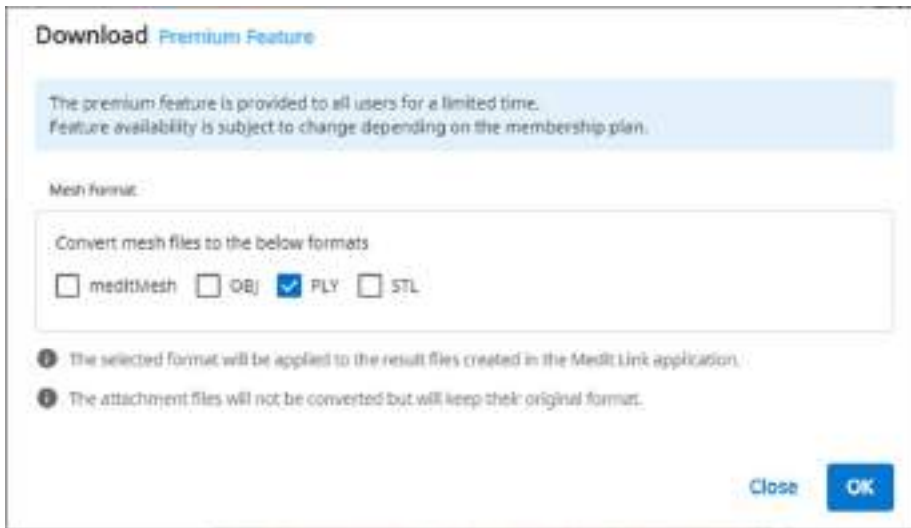 Download Premium Feature
The premium feature is provided to all users for a limited time.
Feature availability is subject to change depending on the membership plan.
Mesh format
Convert mesh files to the below formats
meditMesh OBJ PLY STL
The selected format will be applied to the result files created in the Medit Link application.
The attachment files will not be converted but will keep their original format.
Close OK